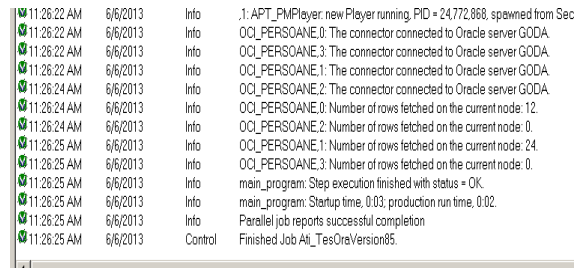 11:26:22 AM 6/6/2013 Info ,1: APT_PMPlayer: new Player running, PID = 24,772,868, spawned from Sec
11:26:22 AM 6/6/2013 Info OCI_PERSOANE,0: The connector connected to Oracle server GODA.
11:26:22 AM 6/6/2013 Info OCI_PERSOANE,3: The connector connected to Oracle server GODA.
11:26:22 AM 6/6/2013 Info OCI_PERSOANE,1: The connector connected to Oracle server GODA.
11:26:24 AM 6/6/2013 Info OCI_PERSOANE,2: The connector connected to Oracle server GODA.
11:26:24 AM 6/6/2013 Info OCI_PERSOANE,0: Number of rows fetched on the current node: 12.
11:26:24 AM 6/6/2013 Info OCI_PERSOANE,2: Number of rows fetched on the current node: 0.
11:26:25 AM 6/6/2013 Info OCI_PERSOANE,1: Number of rows fetched on the current node: 24.
11:26:25 AM 6/6/2013 Info OCI_PERSOANE,3: Number of rows fetched on the current node: 0.
11:26:25 AM 6/6/2013 Info main_program: Step execution finished with status = OK.
11:26:25 AM 6/6/2013 Info main_program: Startup time, 0:03; production run time, 0:02.
11:26:25 AM 6/6/2013 Info Parallel job reports successful completion
11:26:25 AM 6/6/2013 Control Finished Job Ati_TesOraVersion85.